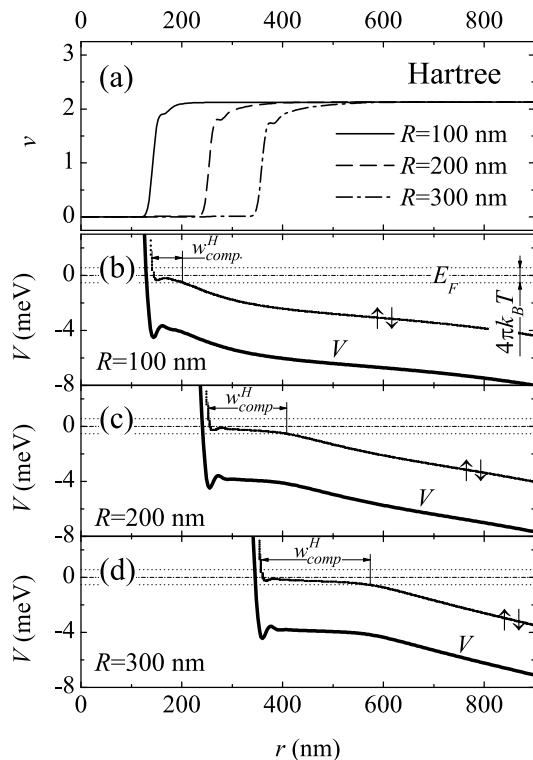 0 200 400 600 800
(a) Hartree
ν
3
2
1
0
R=100 nm
R=200 nm
R=300 nm
(b) w^H_comp.
E_F
4πk_BT
V (meV)
0
-4
-8
↑↓
V
R=100 nm
(c) w^H_comp
V (meV)
0
-4
-8
↑↓
V
R=200 nm
(d) w^H_comp
V (meV)
0
-4
-8
↑↓
V
R=300 nm
0 200 400 600 800
r (nm)